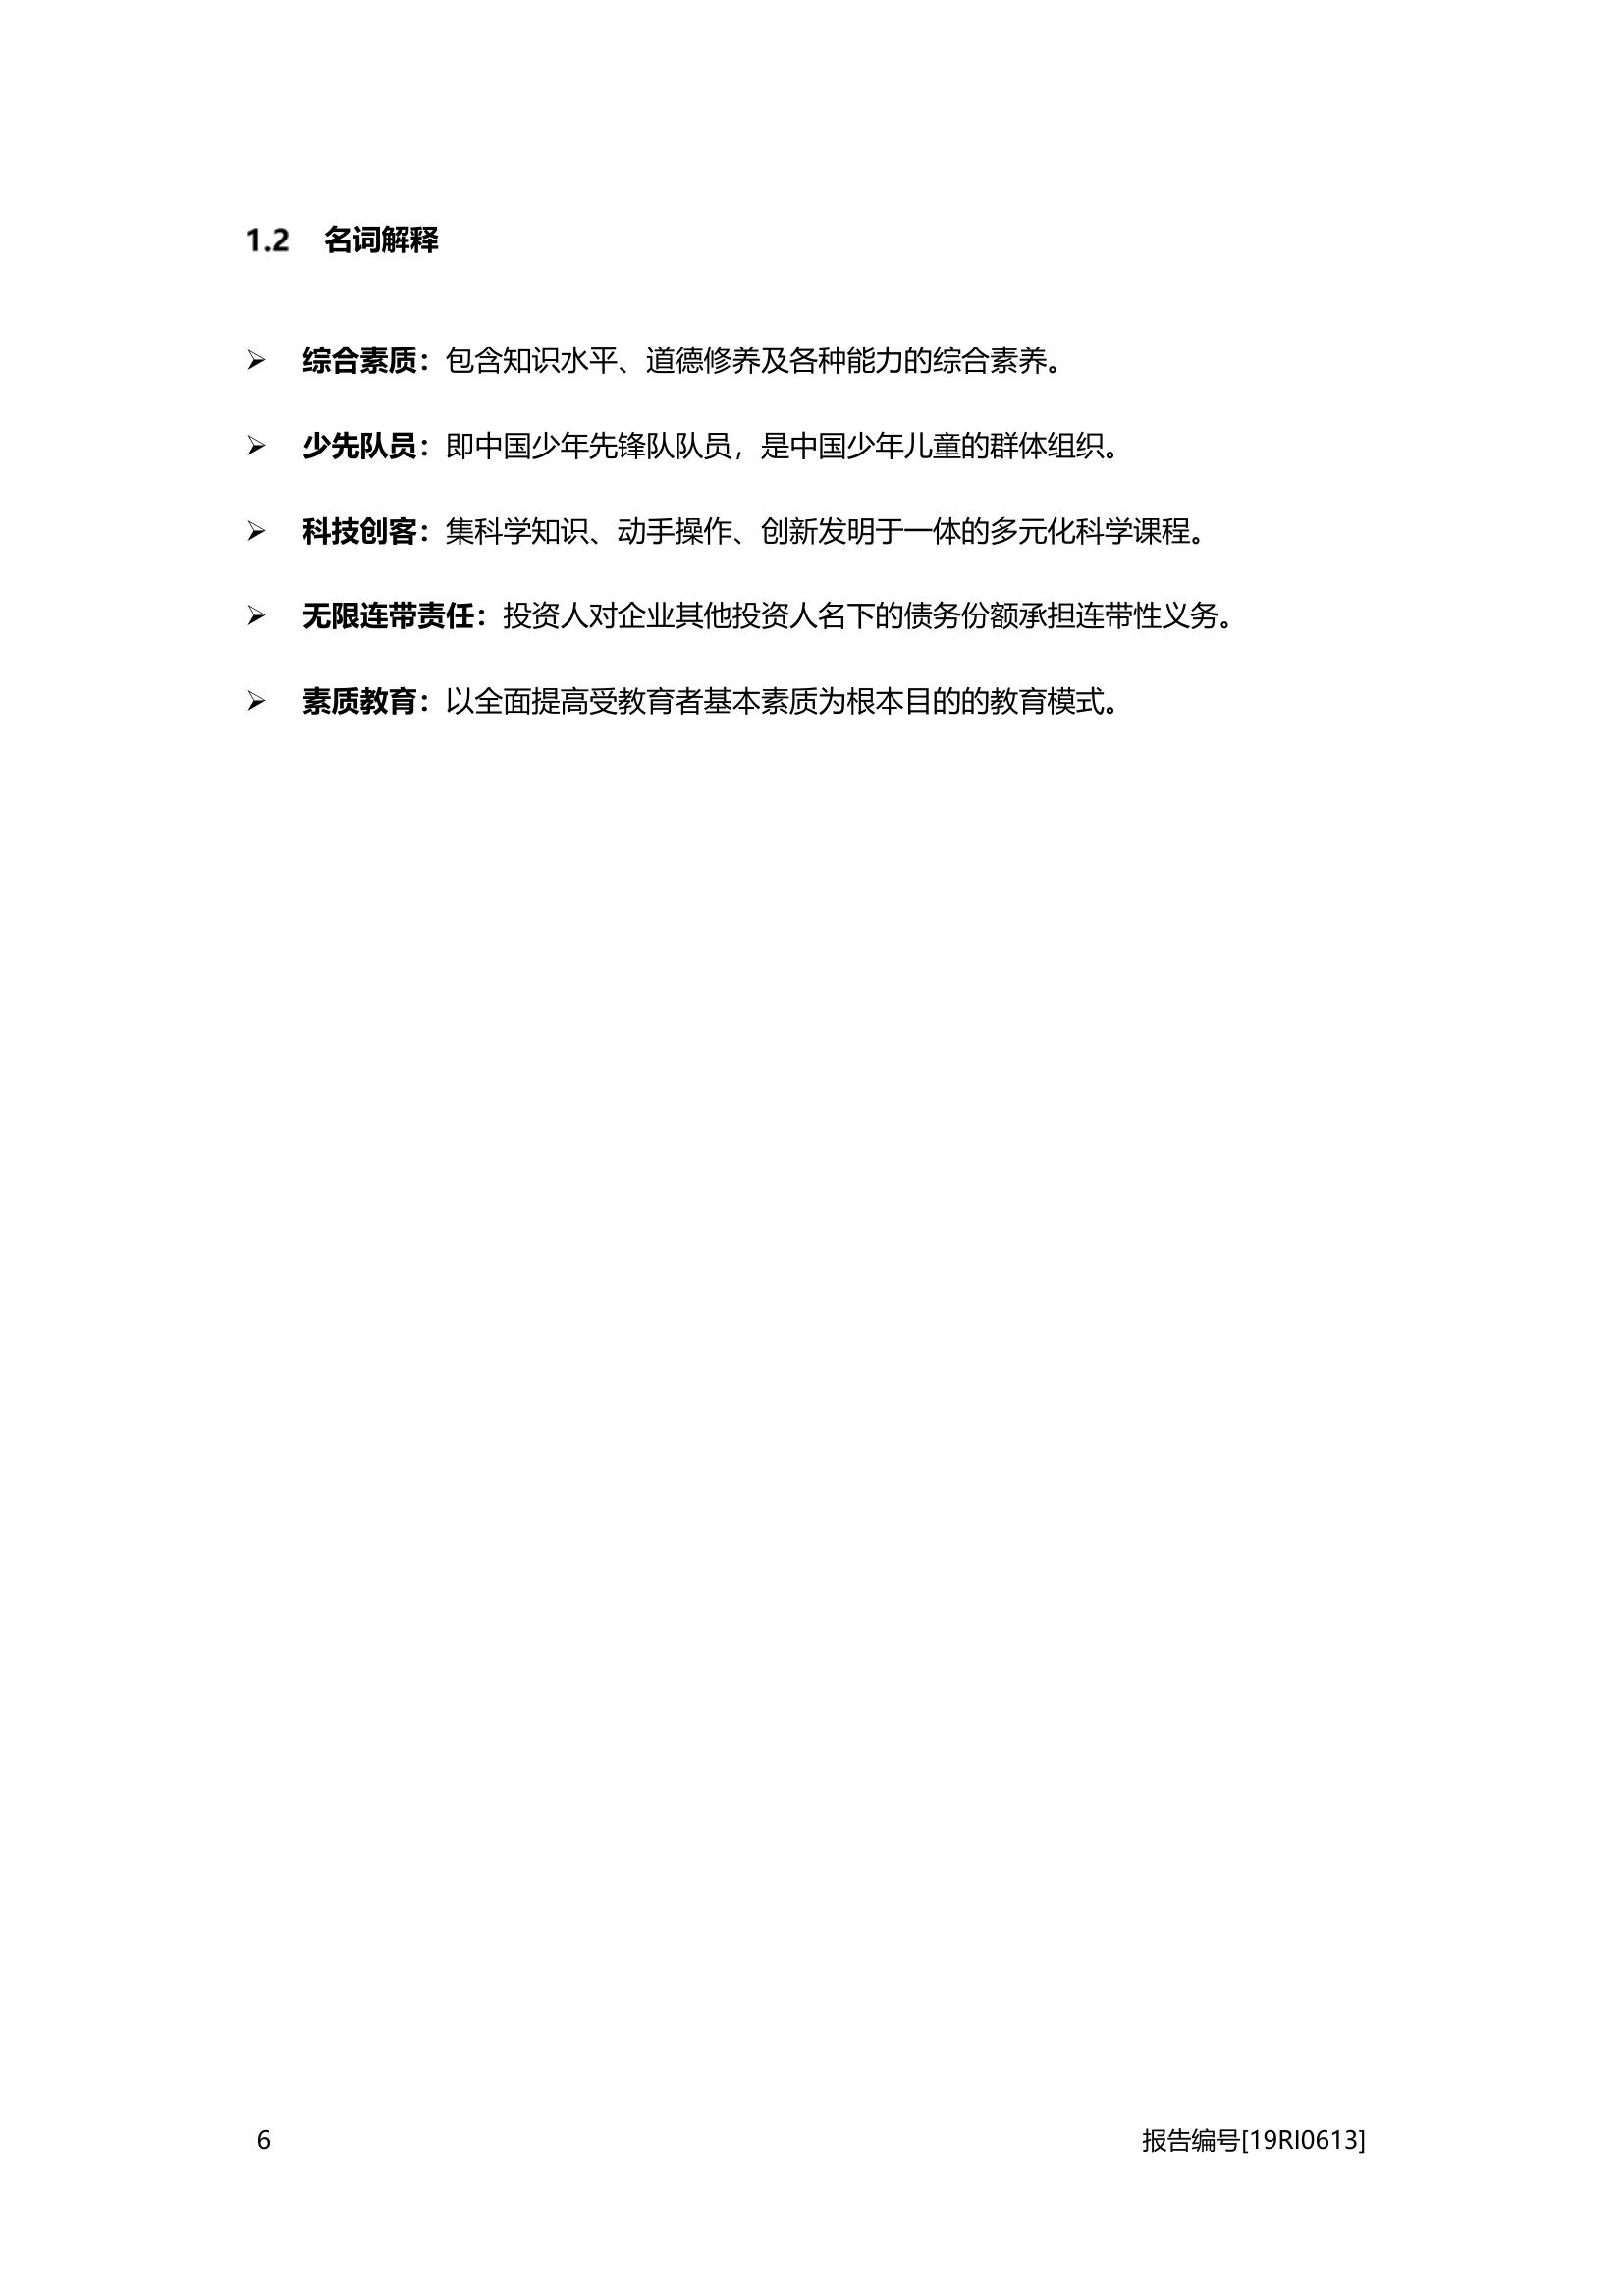 1.2 名词解释
➢ 综合素质：包含知识水平、道德修养及各种能力的综合素养。
➢ 少先队员：即中国少年先锋队队员，是中国少年儿童的群体组织。
➢ 科技创客：集科学知识、动手操作、创新发明于一体的多元化科学课程。
➢ 无限连带责任：投资人对企业其他投资人名下的债务份额承担连带性义务。
➢ 素质教育：以全面提高受教育者基本素质为根本目的的教育模式。
6 报告编号[19RI0613]